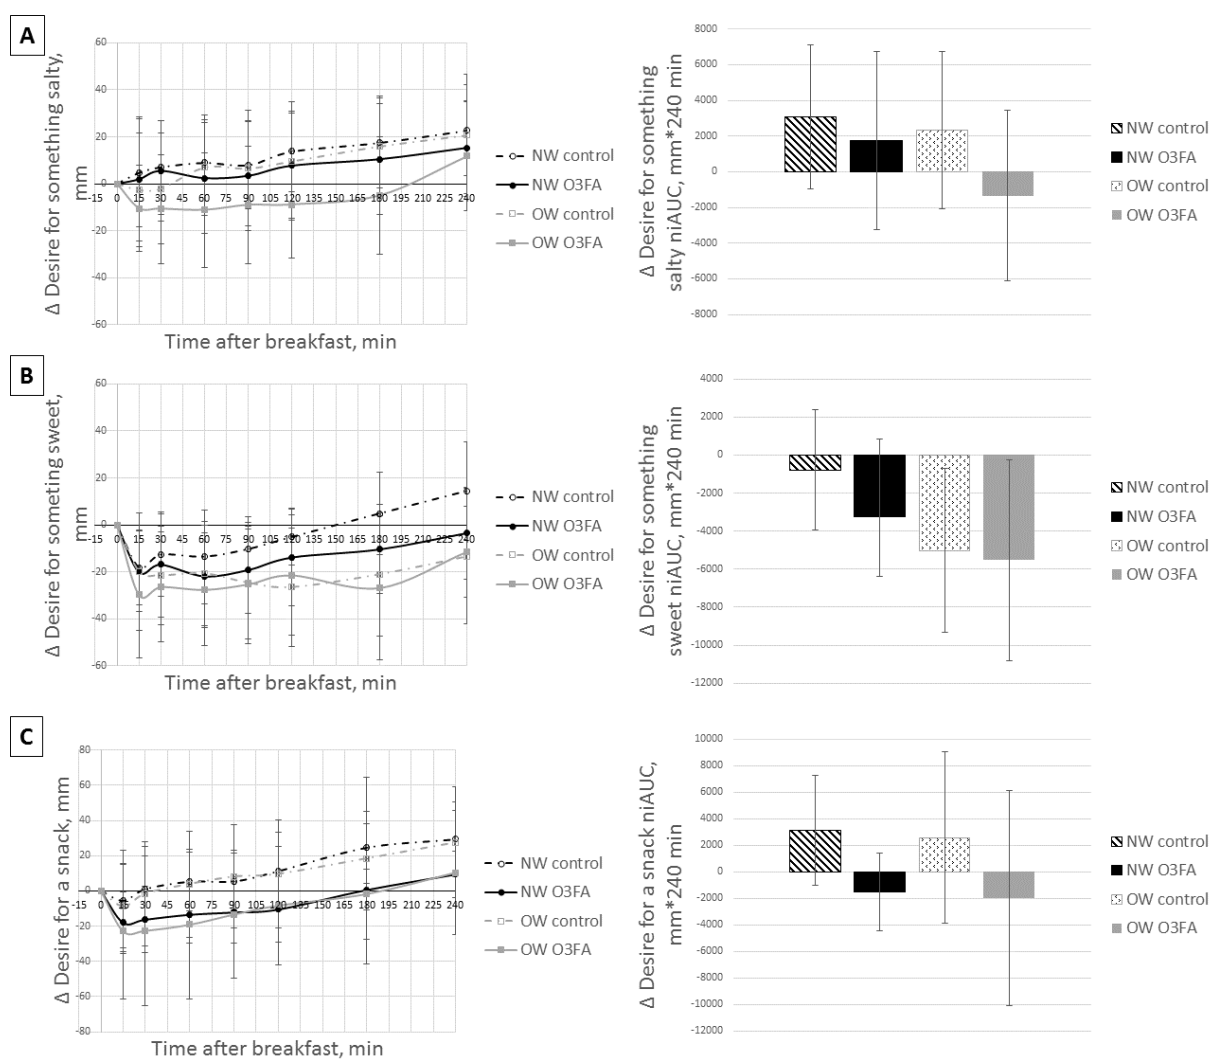 A
Δ Desire for something salty, mm
60
40
20
0
-20
-40
-60
-15 0 15 30 45 60 75 90 105 120 135 150 165 180 195 210 225 240
Time after breakfast, min
NW control
NW O3FA
OW control
OW O3FA
Δ Desire for something
salty niAUC, mm*240 min
8000
6000
4000
2000
0
-2000
-4000
-6000
-8000
NW control
NW O3FA
OW control
OW O3FA
B
Δ Desire for someting sweet, mm
60
40
20
0
-20
-40
-60
-15 0 15 30 45 60 75 90 105 120 135 150 165 180 195 210 225 240
Time after breakfast, min
NW control
NW O3FA
OW control
OW O3FA
Δ Desire for something
sweet niAUC, mm*240 min
4000
2000
0
-2000
-4000
-6000
-8000
-10000
-12000
NW control
NW O3FA
OW control
OW O3FA
C
Δ Desire for a snack, mm
80
60
40
20
0
-20
-40
-60
-80
-15 0 15 30 45 60 75 90 105 120 135 150 165 180 195 210 225 240
Time after breakfast, min
NW control
NW O3FA
OW control
OW O3FA
Δ Desire for a snack niAUC,
mm*240 min
10000
8000
6000
4000
2000
0
-2000
-4000
-6000
-8000
-10000
-12000
NW control
NW O3FA
OW control
OW O3FA